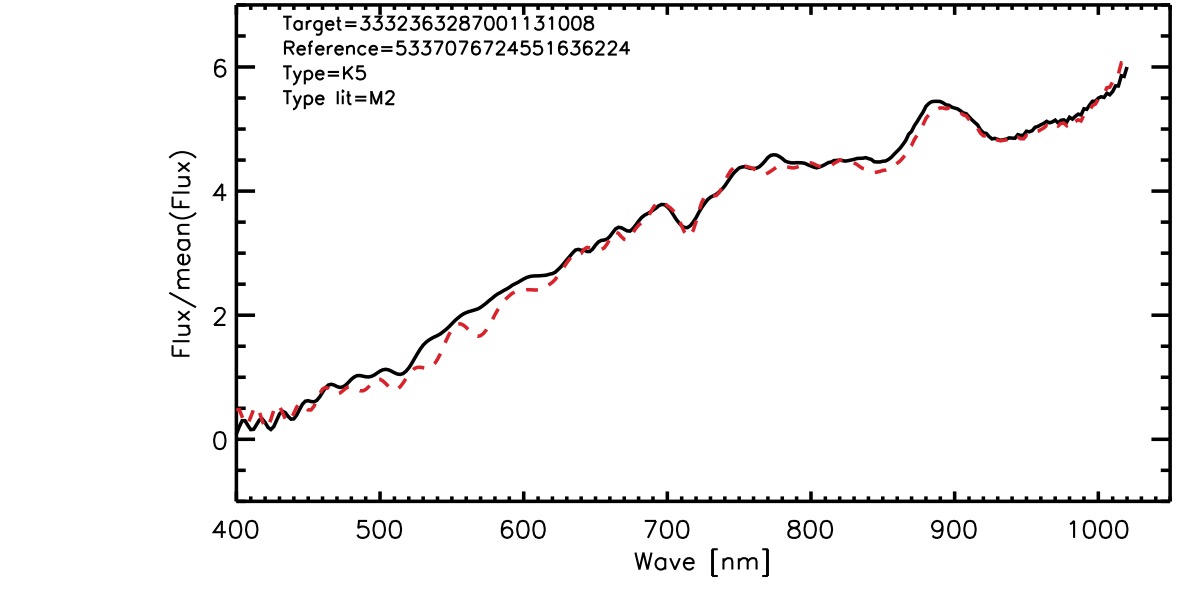 Target=3332363287001131008
Reference=5337076724551636224
Type=K5
Type lit=M2
6
4
2
0
Flux/mean(Flux)
400 500 600 700 800 900 1000
Wave [nm]